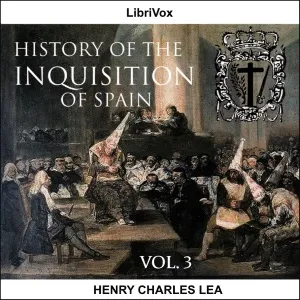 LibriVox
HISTORY OF THE
INQUISITION
OF SPAIN
VOL. 3
HENRY CHARLES LEA